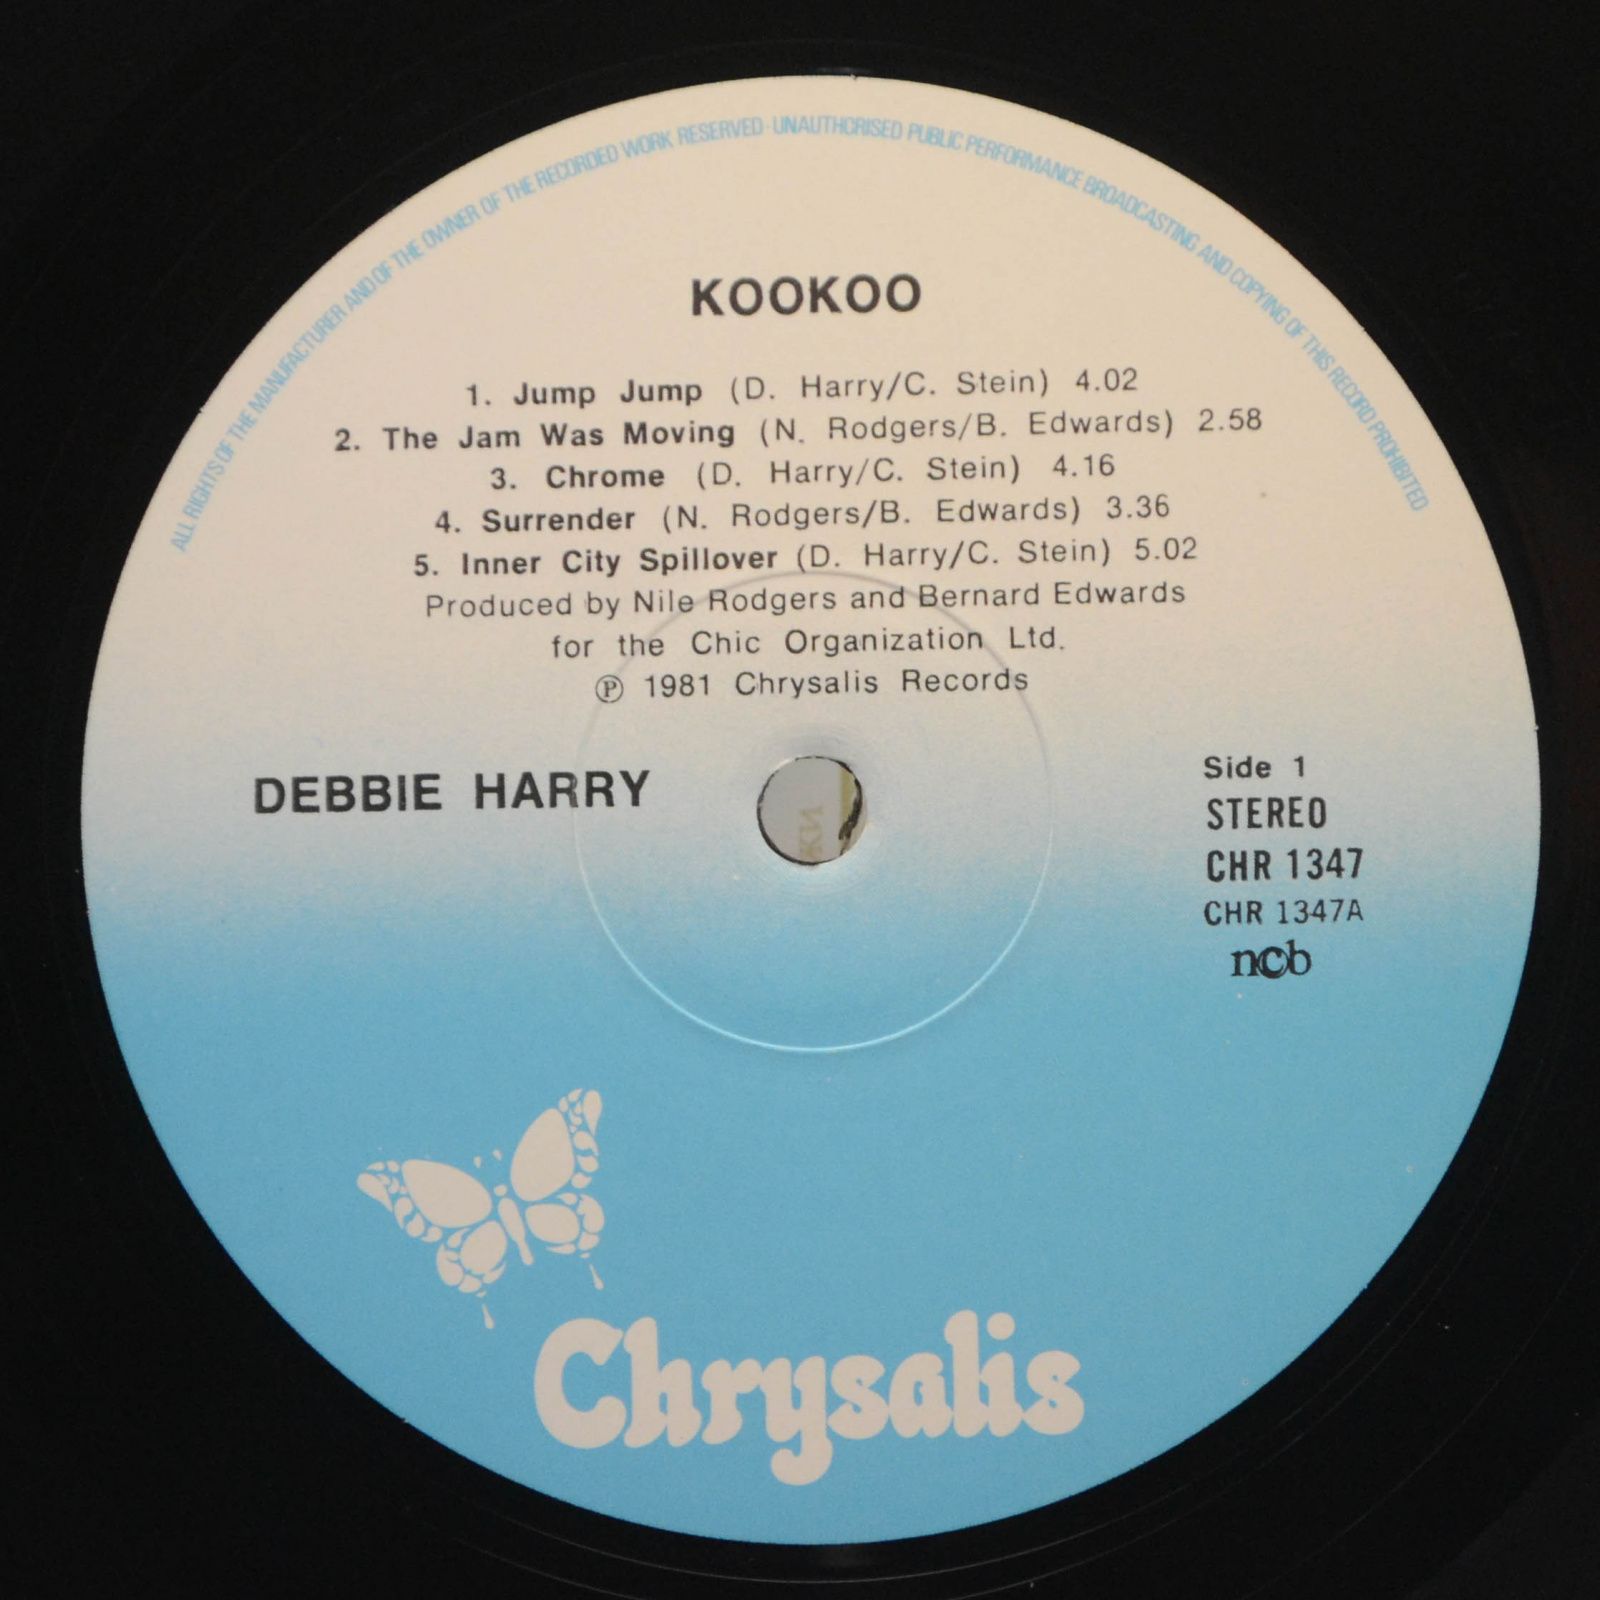 ALL RIGHTS OF THE MANUFACTURER AND OF THE OWNER OF THE RECORDED WORK RESERVED · UNAUTHORISED PUBLIC PERFORMANCE BROADCASTING AND COPYING OF THIS RECORD PROHIBITED
KOOKOO
1. Jump Jump (D. Harry/C. Stein) 4.02
2. The Jam Was Moving (N. Rodgers/B. Edwards) 2.58
3. Chrome (D. Harry/C. Stein) 4.16
4. Surrender (N. Rodgers/B. Edwards) 3.36
5. Inner City Spillover (D. Harry/C. Stein) 5.02
Produced by Nile Rodgers and Bernard Edwards
for the Chic Organization Ltd.
℗ 1981 Chrysalis Records
DEBBIE HARRY
Side 1
STEREO
CHR 1347
CHR 1347A
ncb
Chrysalis